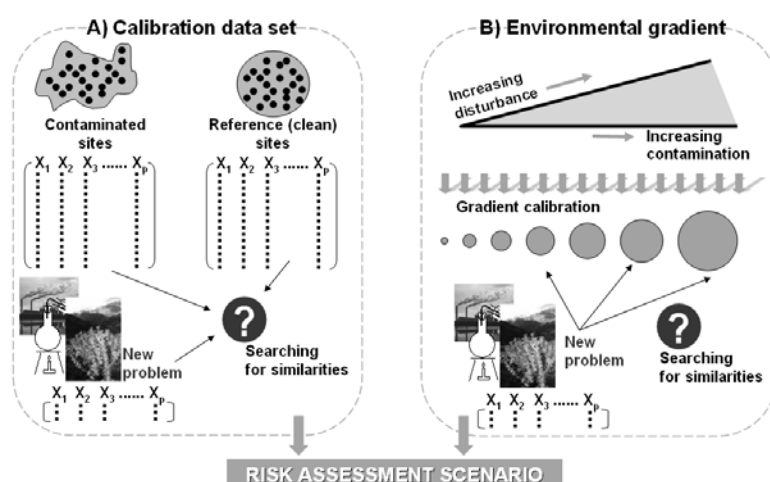 A) Calibration data set
Contaminated
sites
Reference (clean)
sites
X1 X2 X3 ...... Xp
X1 X2 X3 ...... Xp
?
New
problem
Searching
for similarities
X1 X2 X3 ...... Xp
B) Environmental gradient
Increasing
disturbance
Increasing
contamination
Gradient calibration
New
problem
?
Searching
for similarities
X1 X2 X3 ...... Xp
RISK ASSESSMENT SCENARIO